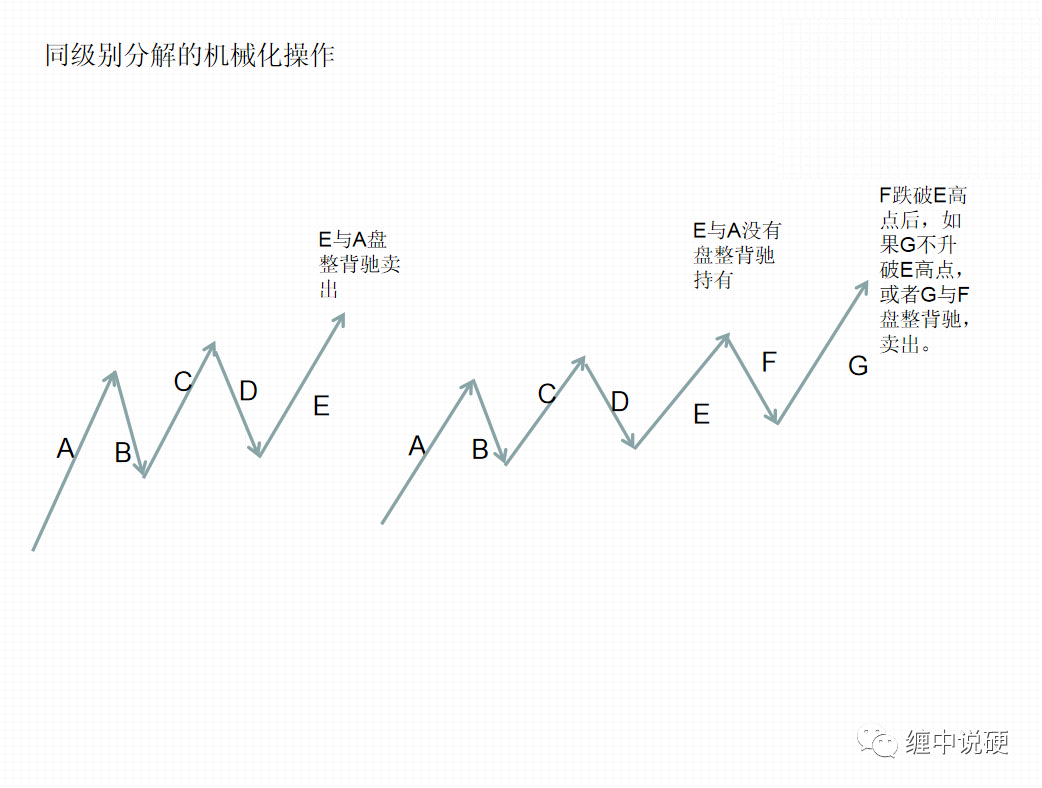 同级别分解的机械化操作
E与A盘
整背驰卖
出
A
B
C
D
E
E与A没有
盘整背驰
持有
A
B
C
D
E
F
G
F跌破E高
点后，如
果G不升
破E高点，
或者G与F
盘整背驰，
卖出。
缠中说硬